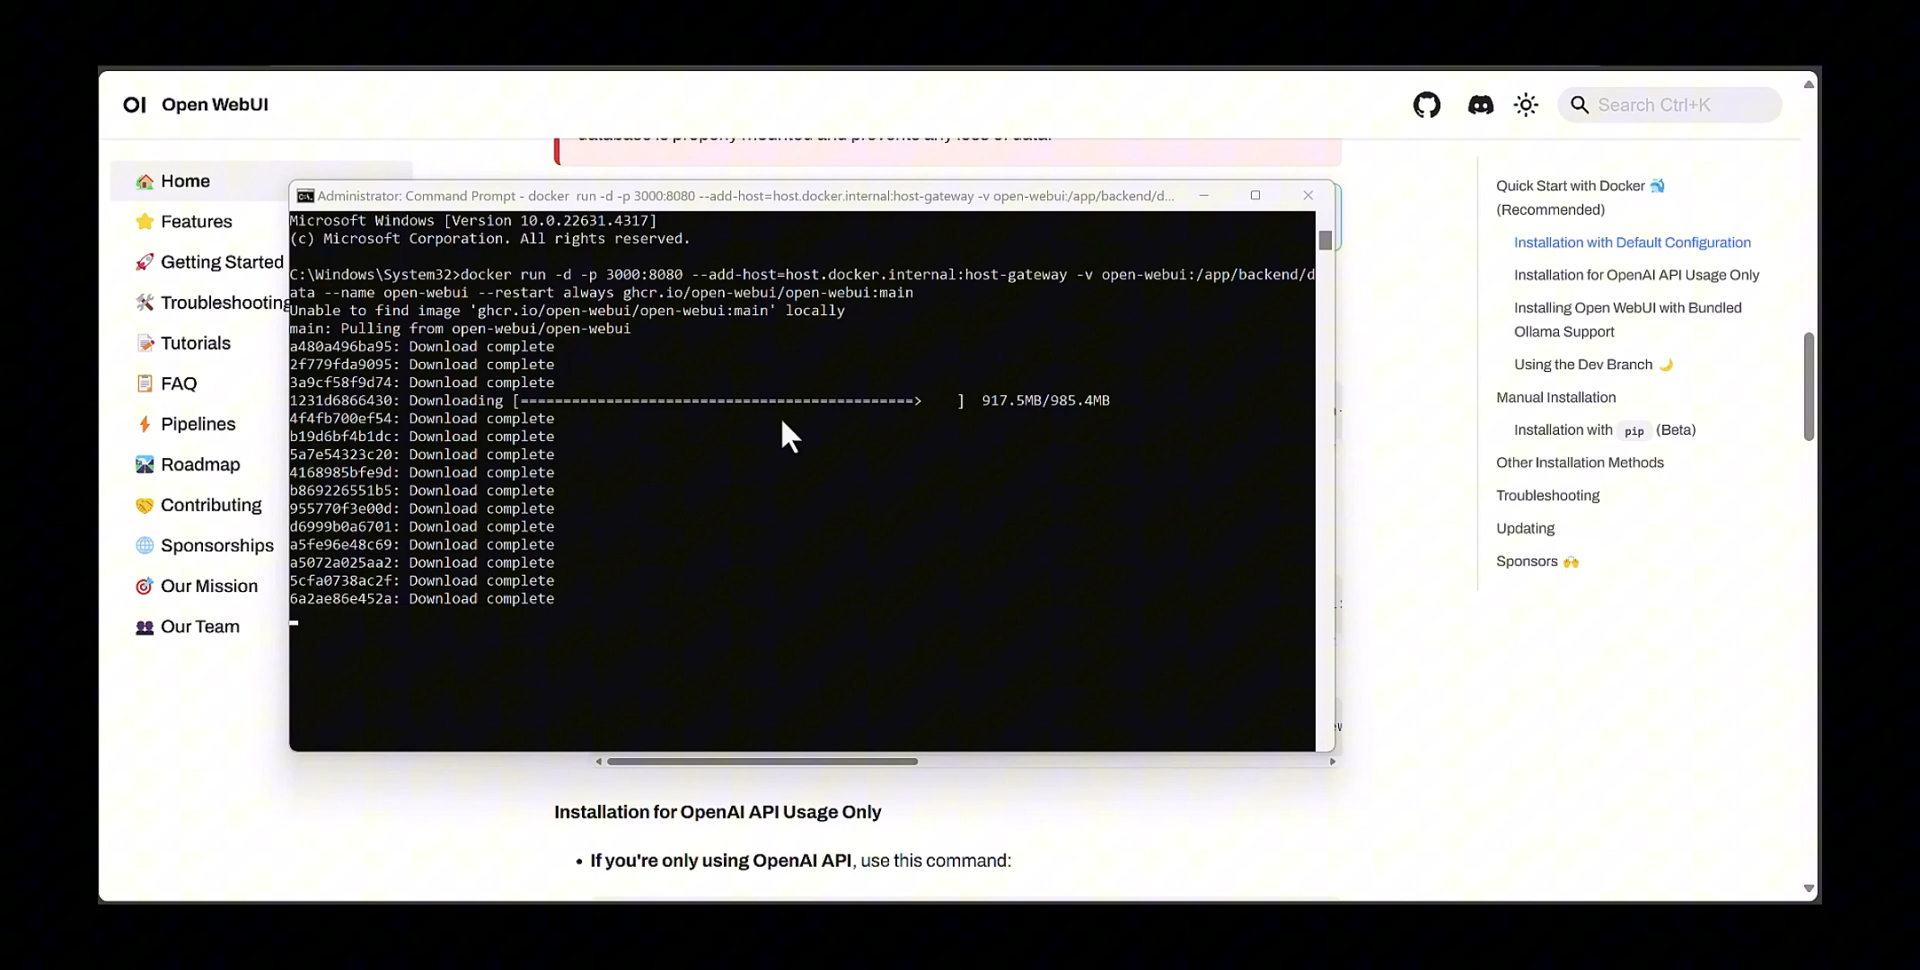 OI Open WebUI
Search Ctrl+K
database is properly mounted and prevents any loss of data.
Home
Features
Getting Started
Troubleshooting
Tutorials
FAQ
Pipelines
Roadmap
Contributing
Sponsorships
Our Mission
Our Team
Administrator: Command Prompt - docker  run -d -p 3000:8080 --add-host=host.docker.internal:host-gateway -v open-webui:/app/backend/d...
Microsoft Windows [Version 10.0.22631.4317]
(c) Microsoft Corporation. All rights reserved.
C:\Windows\System32>docker run -d -p 3000:8080 --add-host=host.docker.internal:host-gateway -v open-webui:/app/backend/d
ata --name open-webui --restart always ghcr.io/open-webui/open-webui:main
Unable to find image 'ghcr.io/open-webui/open-webui:main' locally
main: Pulling from open-webui/open-webui
a480a496ba95: Download complete
2f779fda9095: Download complete
3a9cf58f9d74: Download complete
1231d6866430: Downloading [==============================================>    ]  917.5MB/985.4MB
4f4fb700ef54: Download complete
b19d6bf4b1dc: Download complete
5a7e54323c20: Download complete
4168985bfe9d: Download complete
b869226551b5: Download complete
955770f3e00d: Download complete
d6999b0a6701: Download complete
a5fe96e48c69: Download complete
a5072a025aa2: Download complete
5cfa0738ac2f: Download complete
6a2ae86e452a: Download complete
Installation for OpenAI API Usage Only
• If you're only using OpenAI API, use this command:
Quick Start with Docker
(Recommended)
Installation with Default Configuration
Installation for OpenAI API Usage Only
Installing Open WebUI with Bundled
Ollama Support
Using the Dev Branch
Manual Installation
Installation with pip (Beta)
Other Installation Methods
Troubleshooting
Updating
Sponsors